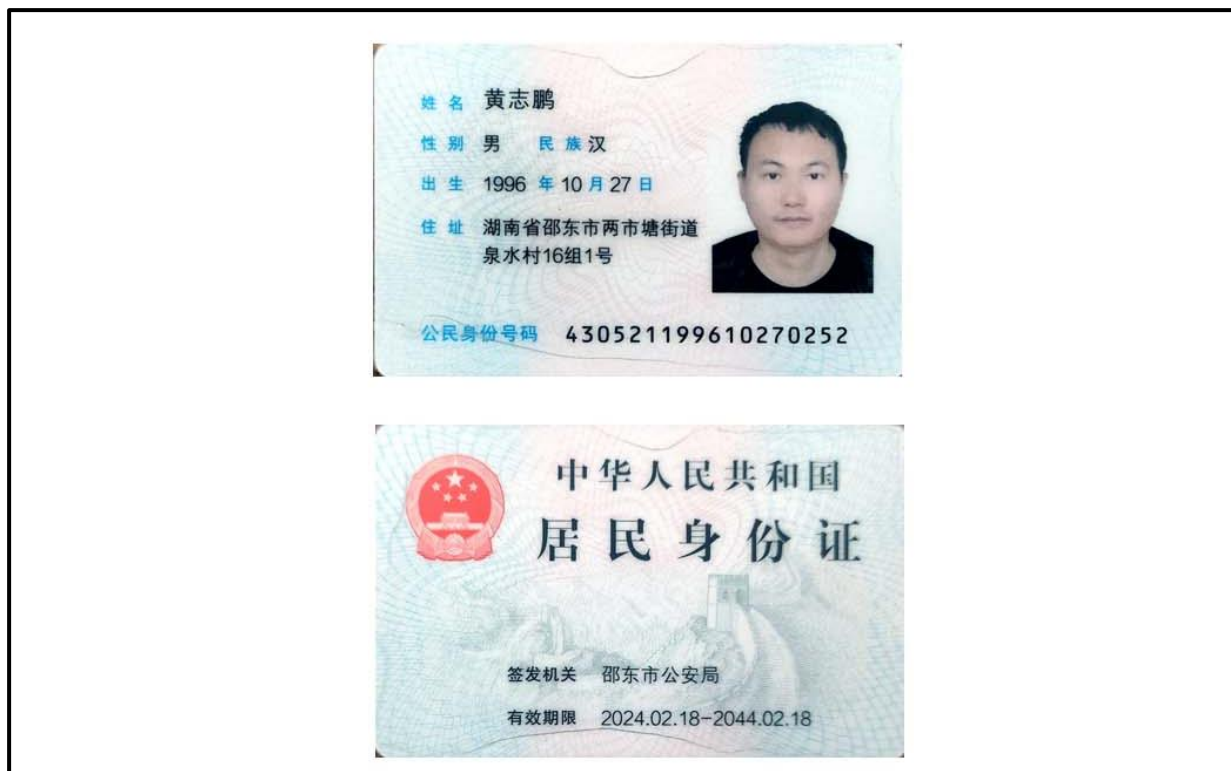 姓名 黄志鹏
性别 男 民族 汉
出生 1996 年 10 月 27 日
住址 湖南省邵东市两市塘街道
泉水村16组1号
公民身份号码 430521199610270252
中华人民共和国
居民身份证
签发机关 邵东市公安局
有效期限 2024.02.18-2044.02.18